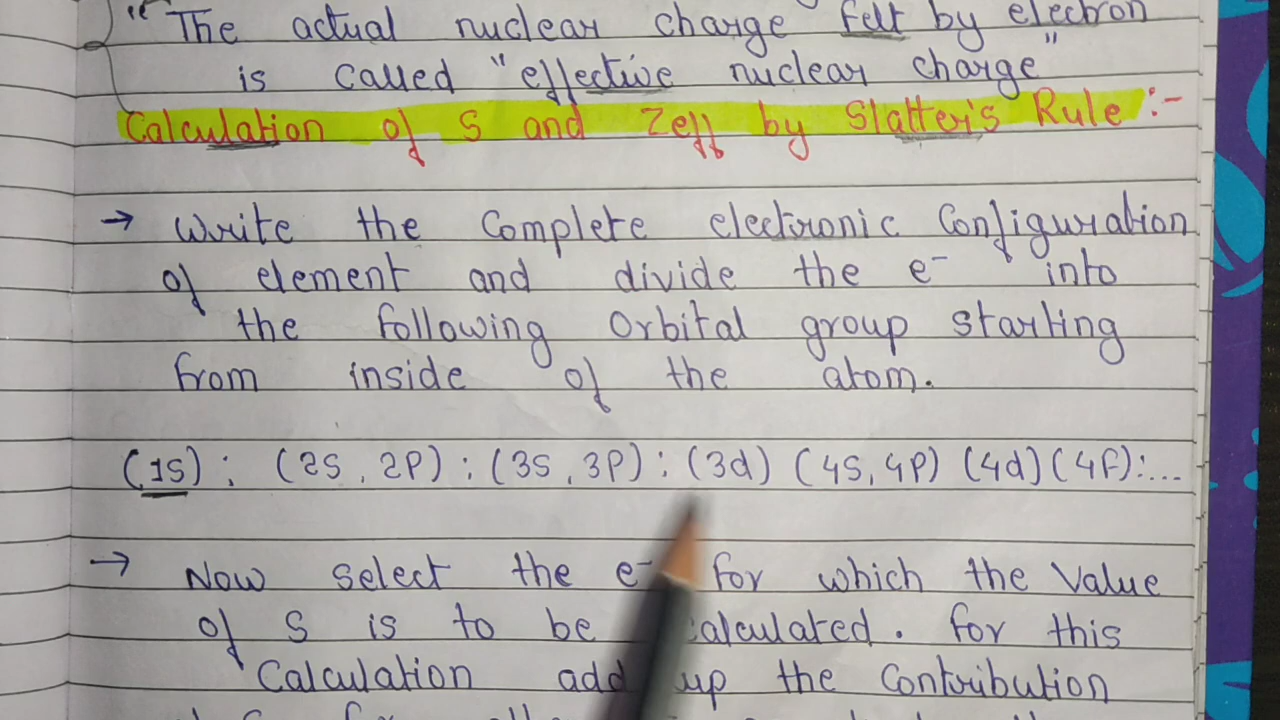 "The actual nuclear charge felt by electron
is called "effective nuclear charge"
Calculation of S and Zeff by Slatter's Rule :-
→ Write the Complete electronic Configuration
of element and divide the e⁻ into
the following Orbital group starting
from inside of the atom.
(1S) ; (2S, 2P) ; (3S, 3P) ; (3d) (4S, 4P) (4d) (4F) ; ...
→ Now select the e⁻ for which the Value
of S is to be calculated. For this
Calculation add up the Contribution